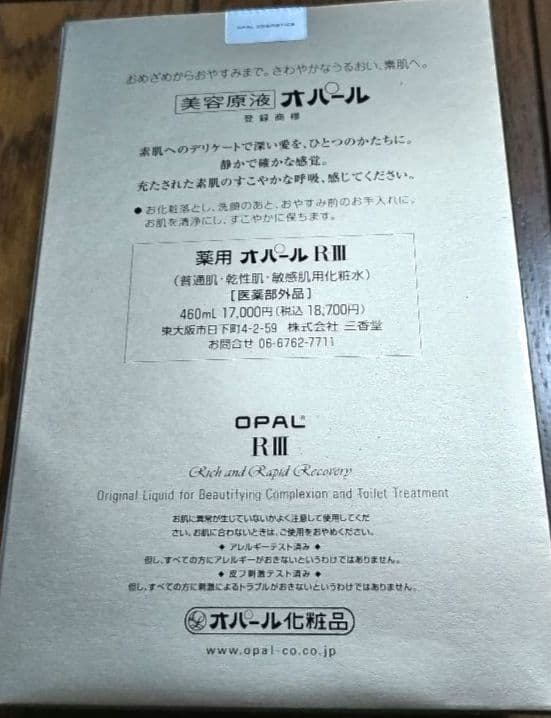 OPAL COSMETICS
おめざめからおやすみまで。さわやかなうるおい、素肌へ。
美容原液 オパール
登録商標
素肌へのデリケートで深い愛を、ひとつのかたちに。
静かで確かな感覚。
充たされた素肌のすこやかな呼吸、感じてください。
●お化粧落とし、洗顔のあと、おやすみ前のお手入れに。
お肌を清浄にし、すこやかに保ちます。
薬用 オパール RⅢ
(普通肌・乾性肌・敏感肌用化粧水)
[医薬部外品]
460mL 17,000円(税込 18,700円)
東大阪市日下町4-2-59 株式会社 三香堂
お問合せ 06-6762-7711
OPAL®
RⅢ
Rich and Rapid Recovery
Original Liquid for Beautifying Complexion and Toilet Treatment
お肌に異常が生じていないかよく注意して使用してくだ
さい。お肌に合わないときは、ご使用をおやめください。
◆ アレルギーテスト済み ◆
但し、すべての方にアレルギーがおきないというわけではありません。
◆ 皮フ刺激テスト済み ◆
但し、すべての方に刺激によるトラブルがおきないというわけではありません。
オパール化粧品
www.opal-co.co.jp